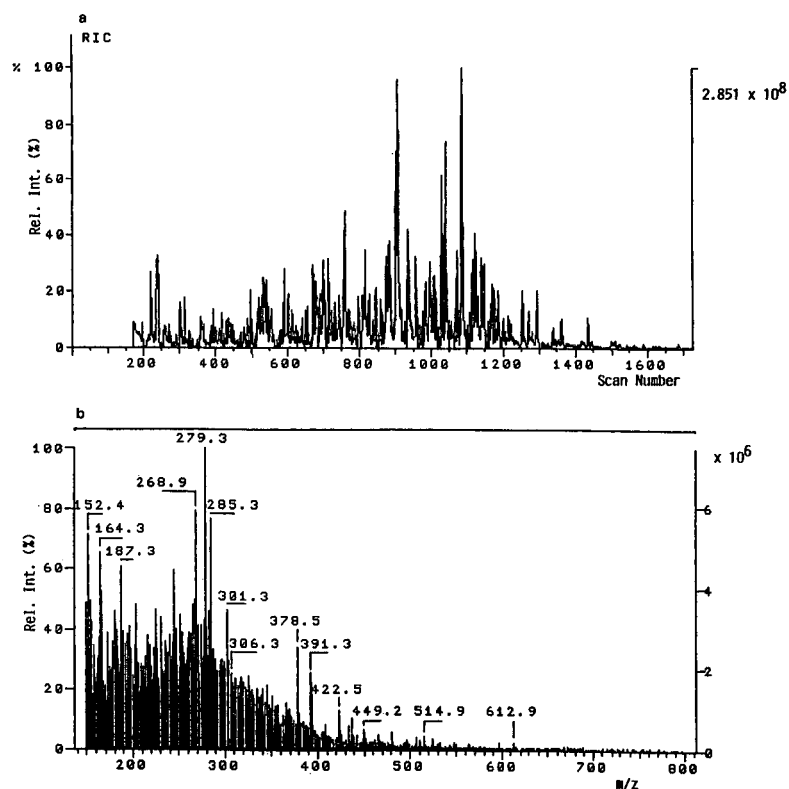 a
RIC
% 100
80
60
40
20
0
Rel. Int. (%)
2.851 x 10⁸
200 400 600 800 1000 1200 1400 1600
Scan Number
b
279.3
100
x 10⁶
268.9
152.4 285.3
80
6
164.3
187.3
60
Rel. Int. (%)
4
301.3
378.5
40
306.3 391.3
2
422.5
20
449.2 514.9 612.9
0
0
200 300 400 500 600 700 800
M/Z